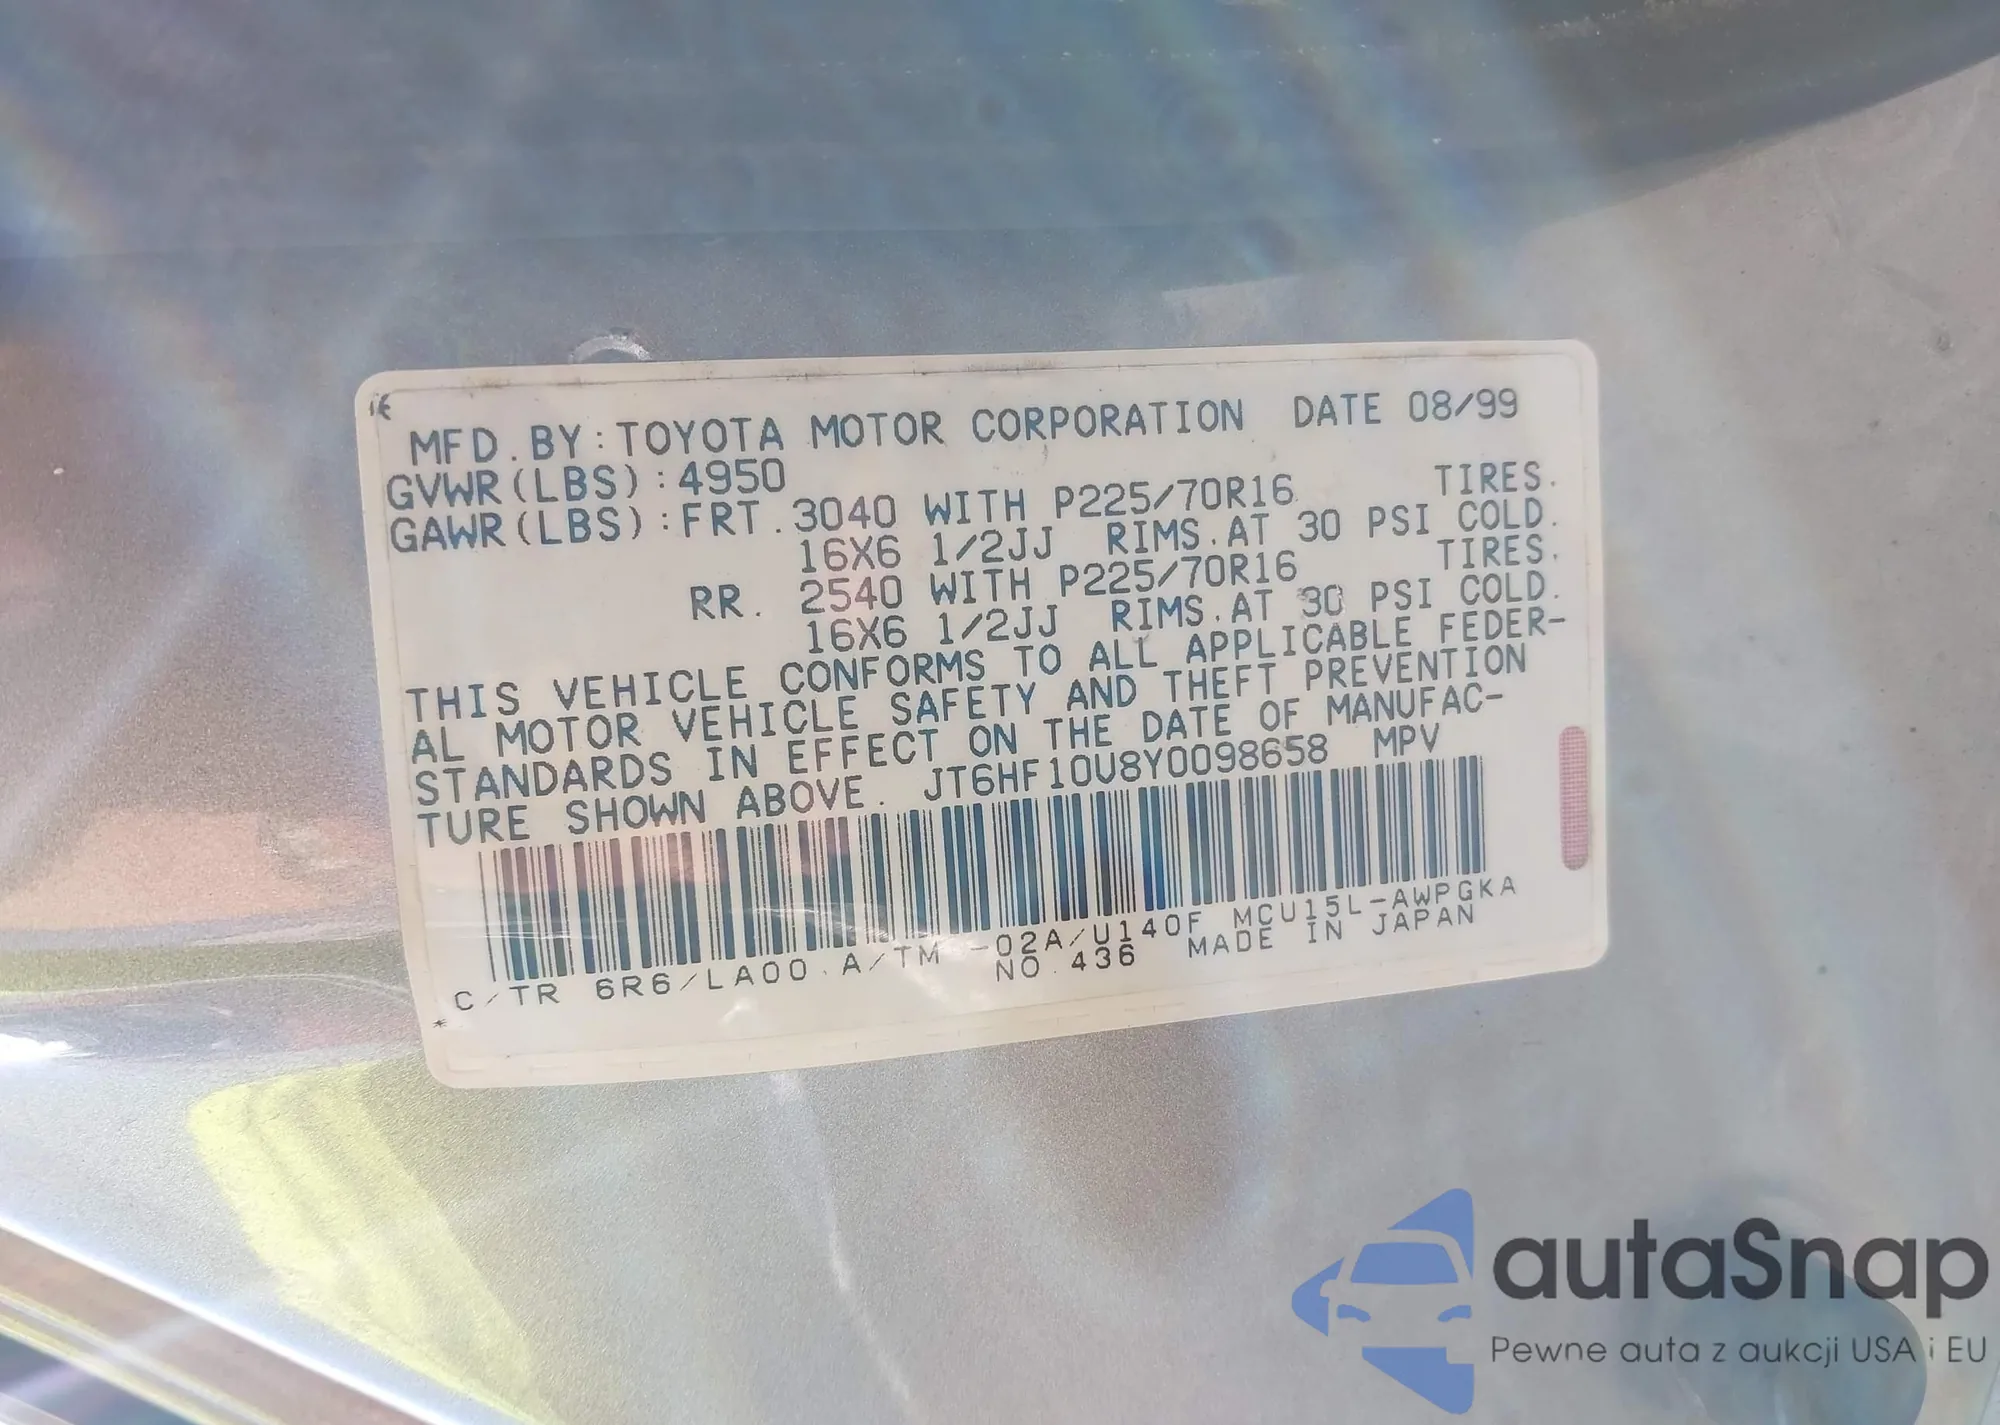 MFD.BY:TOYOTA MOTOR CORPORATION DATE 08/99
GVWR(LBS):4950
GAWR(LBS):FRT.3040 WITH P225/70R16 TIRES.
16X6 1/2JJ RIMS.AT 30 PSI COLD.
RR. 2540 WITH P225/70R16 TIRES.
16X6 1/2JJ RIMS.AT 30 PSI COLD.
THIS VEHICLE CONFORMS TO ALL APPLICABLE FEDER-
AL MOTOR VEHICLE SAFETY AND THEFT PREVENTION
STANDARDS IN EFFECT ON THE DATE OF MANUFAC-
TURE SHOWN ABOVE. JT6HF10U8Y0098658 MPV
C/TR 6R6/LA00 A/TM -02A/U140F MCU15L-AWPGKA
* NO.436 MADE IN JAPAN
autaSnap
Pewne auta z aukcji USA i EU